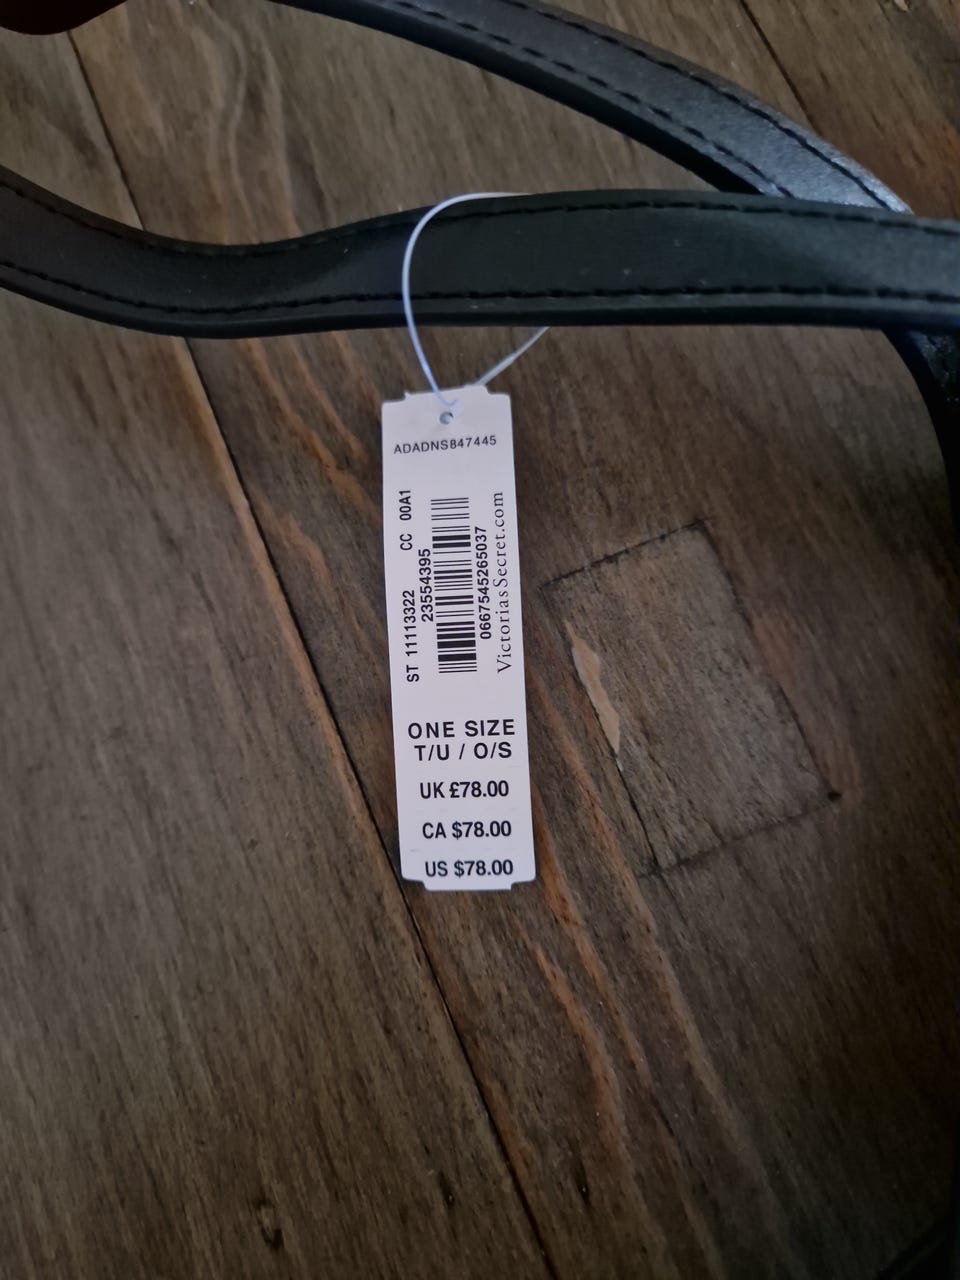 ADADNS847445
ST 11113322 CC 00A1
23554395
0667545265037
VictoriasSecret.com
ONE SIZE
T/U / O/S
UK £78.00
CA $78.00
US $78.00